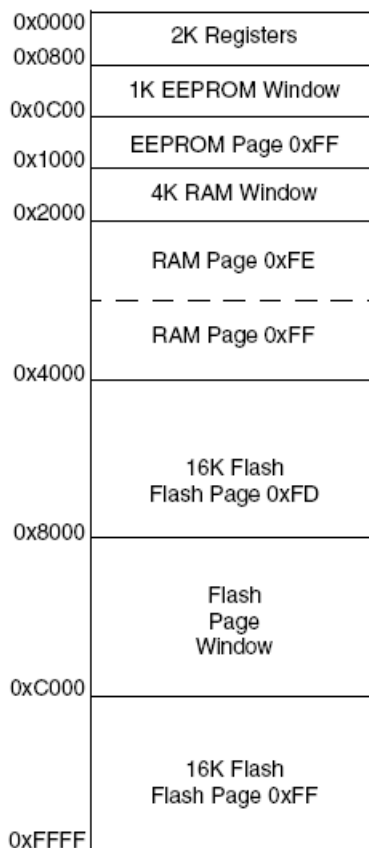 0x0000
2K Registers
0x0800
1K EEPROM Window
0x0C00
EEPROM Page 0xFF
0x1000
4K RAM Window
0x2000
RAM Page 0xFE
RAM Page 0xFF
0x4000
16K Flash
Flash Page 0xFD
0x8000
Flash
Page
Window
0xC000
16K Flash
Flash Page 0xFF
0xFFFF